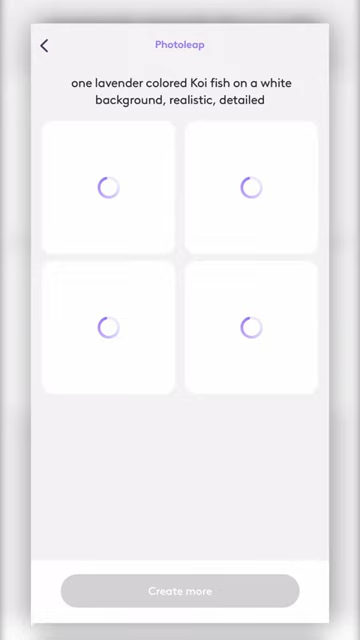 Photoleap
one lavender colored Koi fish on a white
background, realistic, detailed
Create more